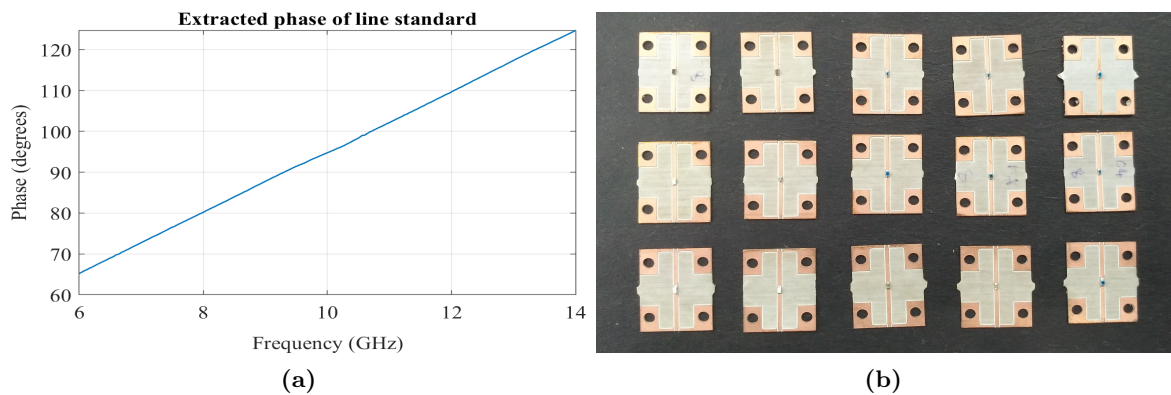 Extracted phase of line standard
120
110
100
90
80
70
60
6
8
10
12
14
Phase (degrees)
Frequency (GHz)
(a)
(b)